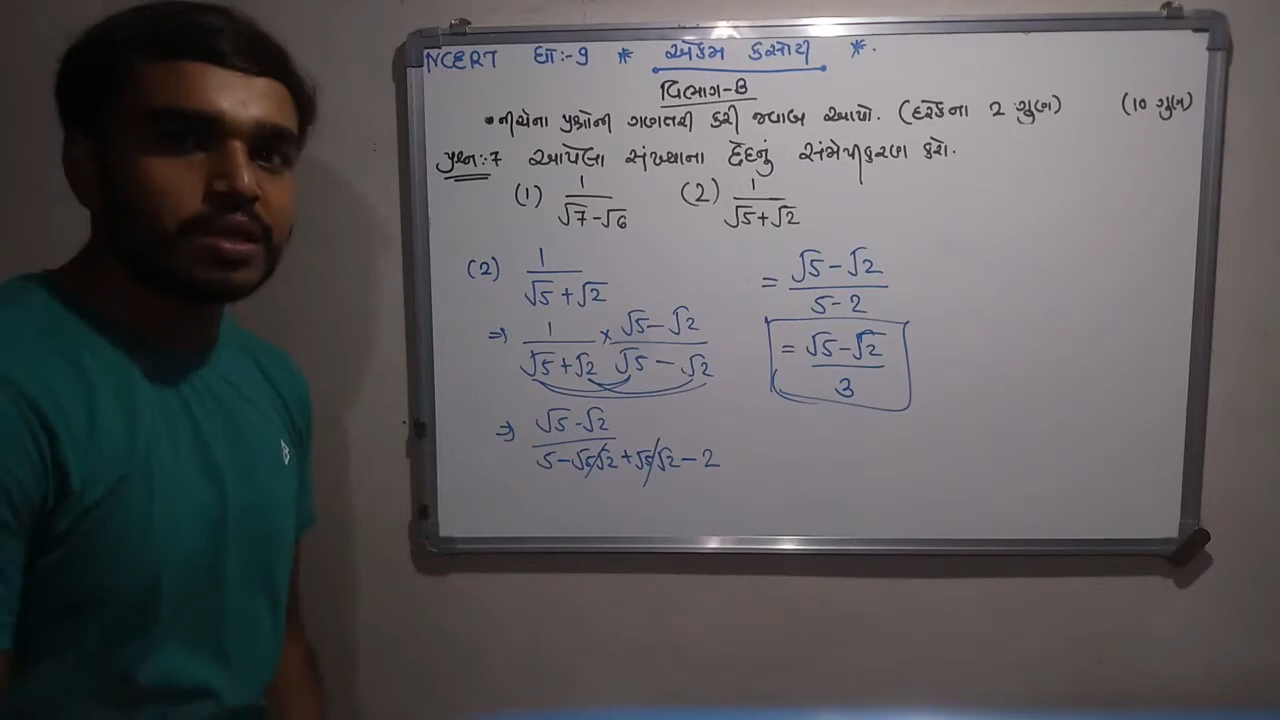 NCERT ધો:-9 * એકમ કસોટી *.
વિભાગ-B
• નીચેના પ્રશ્નોની ગણતરી કરી જવાબ આપો. (દરેકના 2 ગુણ) (10 ગુણ)
પ્રશ્ન:-7 આપેલા સંખ્યાના છેદનું સંમેયીકરણ કરો.
(1) 1/(√7-√6) (2) 1/(√5+√2)
(2) 1/(√5+√2)
⇒ 1/(√5+√2) × (√5-√2)/(√5-√2)
⇒ (√5-√2)/(5-√5√2+√5√2-2)
= (√5-√2)/(5-2)
= (√5-√2)/3